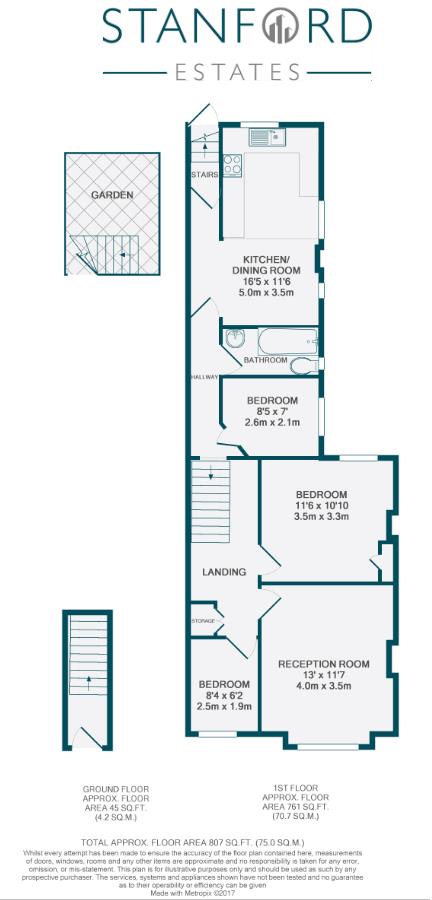 STANFORD
ESTATES
GARDEN
STAIRS
KITCHEN/
DINING ROOM
16'5 x 11'6
5.0m x 3.5m
BATHROOM
HALLWAY
BEDROOM
8'5 x 7'
2.6m x 2.1m
BEDROOM
11'6 x 10'10
3.5m x 3.3m
LANDING
STORAGE
RECEPTION ROOM
13' x 11'7
4.0m x 3.5m
BEDROOM
8'4 x 6'2
2.5m x 1.9m
GROUND FLOOR
APPROX. FLOOR
AREA 45 SQ.FT.
(4.2 SQ.M.)
1ST FLOOR
APPROX. FLOOR
AREA 761 SQ.FT.
(70.7 SQ.M.)
TOTAL APPROX. FLOOR AREA 807 SQ.FT. (75.0 SQ.M.)
Whilst every attempt has been made to ensure the accuracy of the floor plan contained here, measurements
of doors, windows, rooms and any other items are approximate and no responsibility is taken for any error,
omission, or mis-statement. This plan is for illustrative purposes only and should be used as such by any
prospective purchaser. The services, systems and appliances shown have not been tested and no guarantee
as to their operability or efficiency can be given
Made with Metropix ©2017